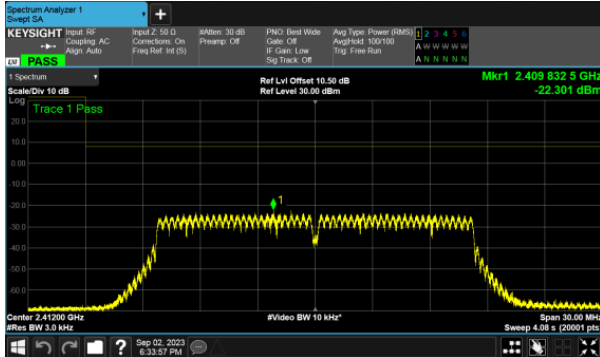 Spectrum Analyzer 1
Swept SA
+
KEYSIGHT Input: RF Input Z: 50 Ω #Atten: 30 dB PNO: Best Wide Avg Type: Power (RMS) 1 2 3 4 5 6
Coupling: AC Corrections: On Preamp: Off Gate: Off Avg|Hold: 100/100 A W W W W W
Align: Auto Freq Ref: Int (S) IF Gain: Low Trig: Free Run
Sig Track: Off A N N N N N
LXI PASS
1 Spectrum Ref Lvl Offset 10.50 dB Mkr1 2.409 832 5 GHz
Scale/Div 10 dB Ref Level 30.00 dBm -22.301 dBm
Log
Trace 1 Pass
20.0
10.0
0.00
-10.0
1
-20.0
-30.0
-40.0
-50.0
-60.0
Center 2.41200 GHz #Video BW 10 kHz* Span 30.00 MHz
#Res BW 3.0 kHz Sweep 4.08 s (20001 pts)
? Sep 02, 2023
6:33:57 PM